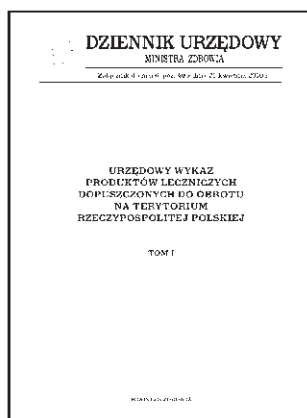 DZIENNIK URZĘDOWY
MINISTRA ZDROWIA
URZĘDOWY WYKAZ
PRODUKTÓW LECZNICZYCH
DOPUSZCZONYCH DO OBROTU
NA TERYTORIUM
RZECZYPOSPOLITEJ POLSKIEJ
TOM I